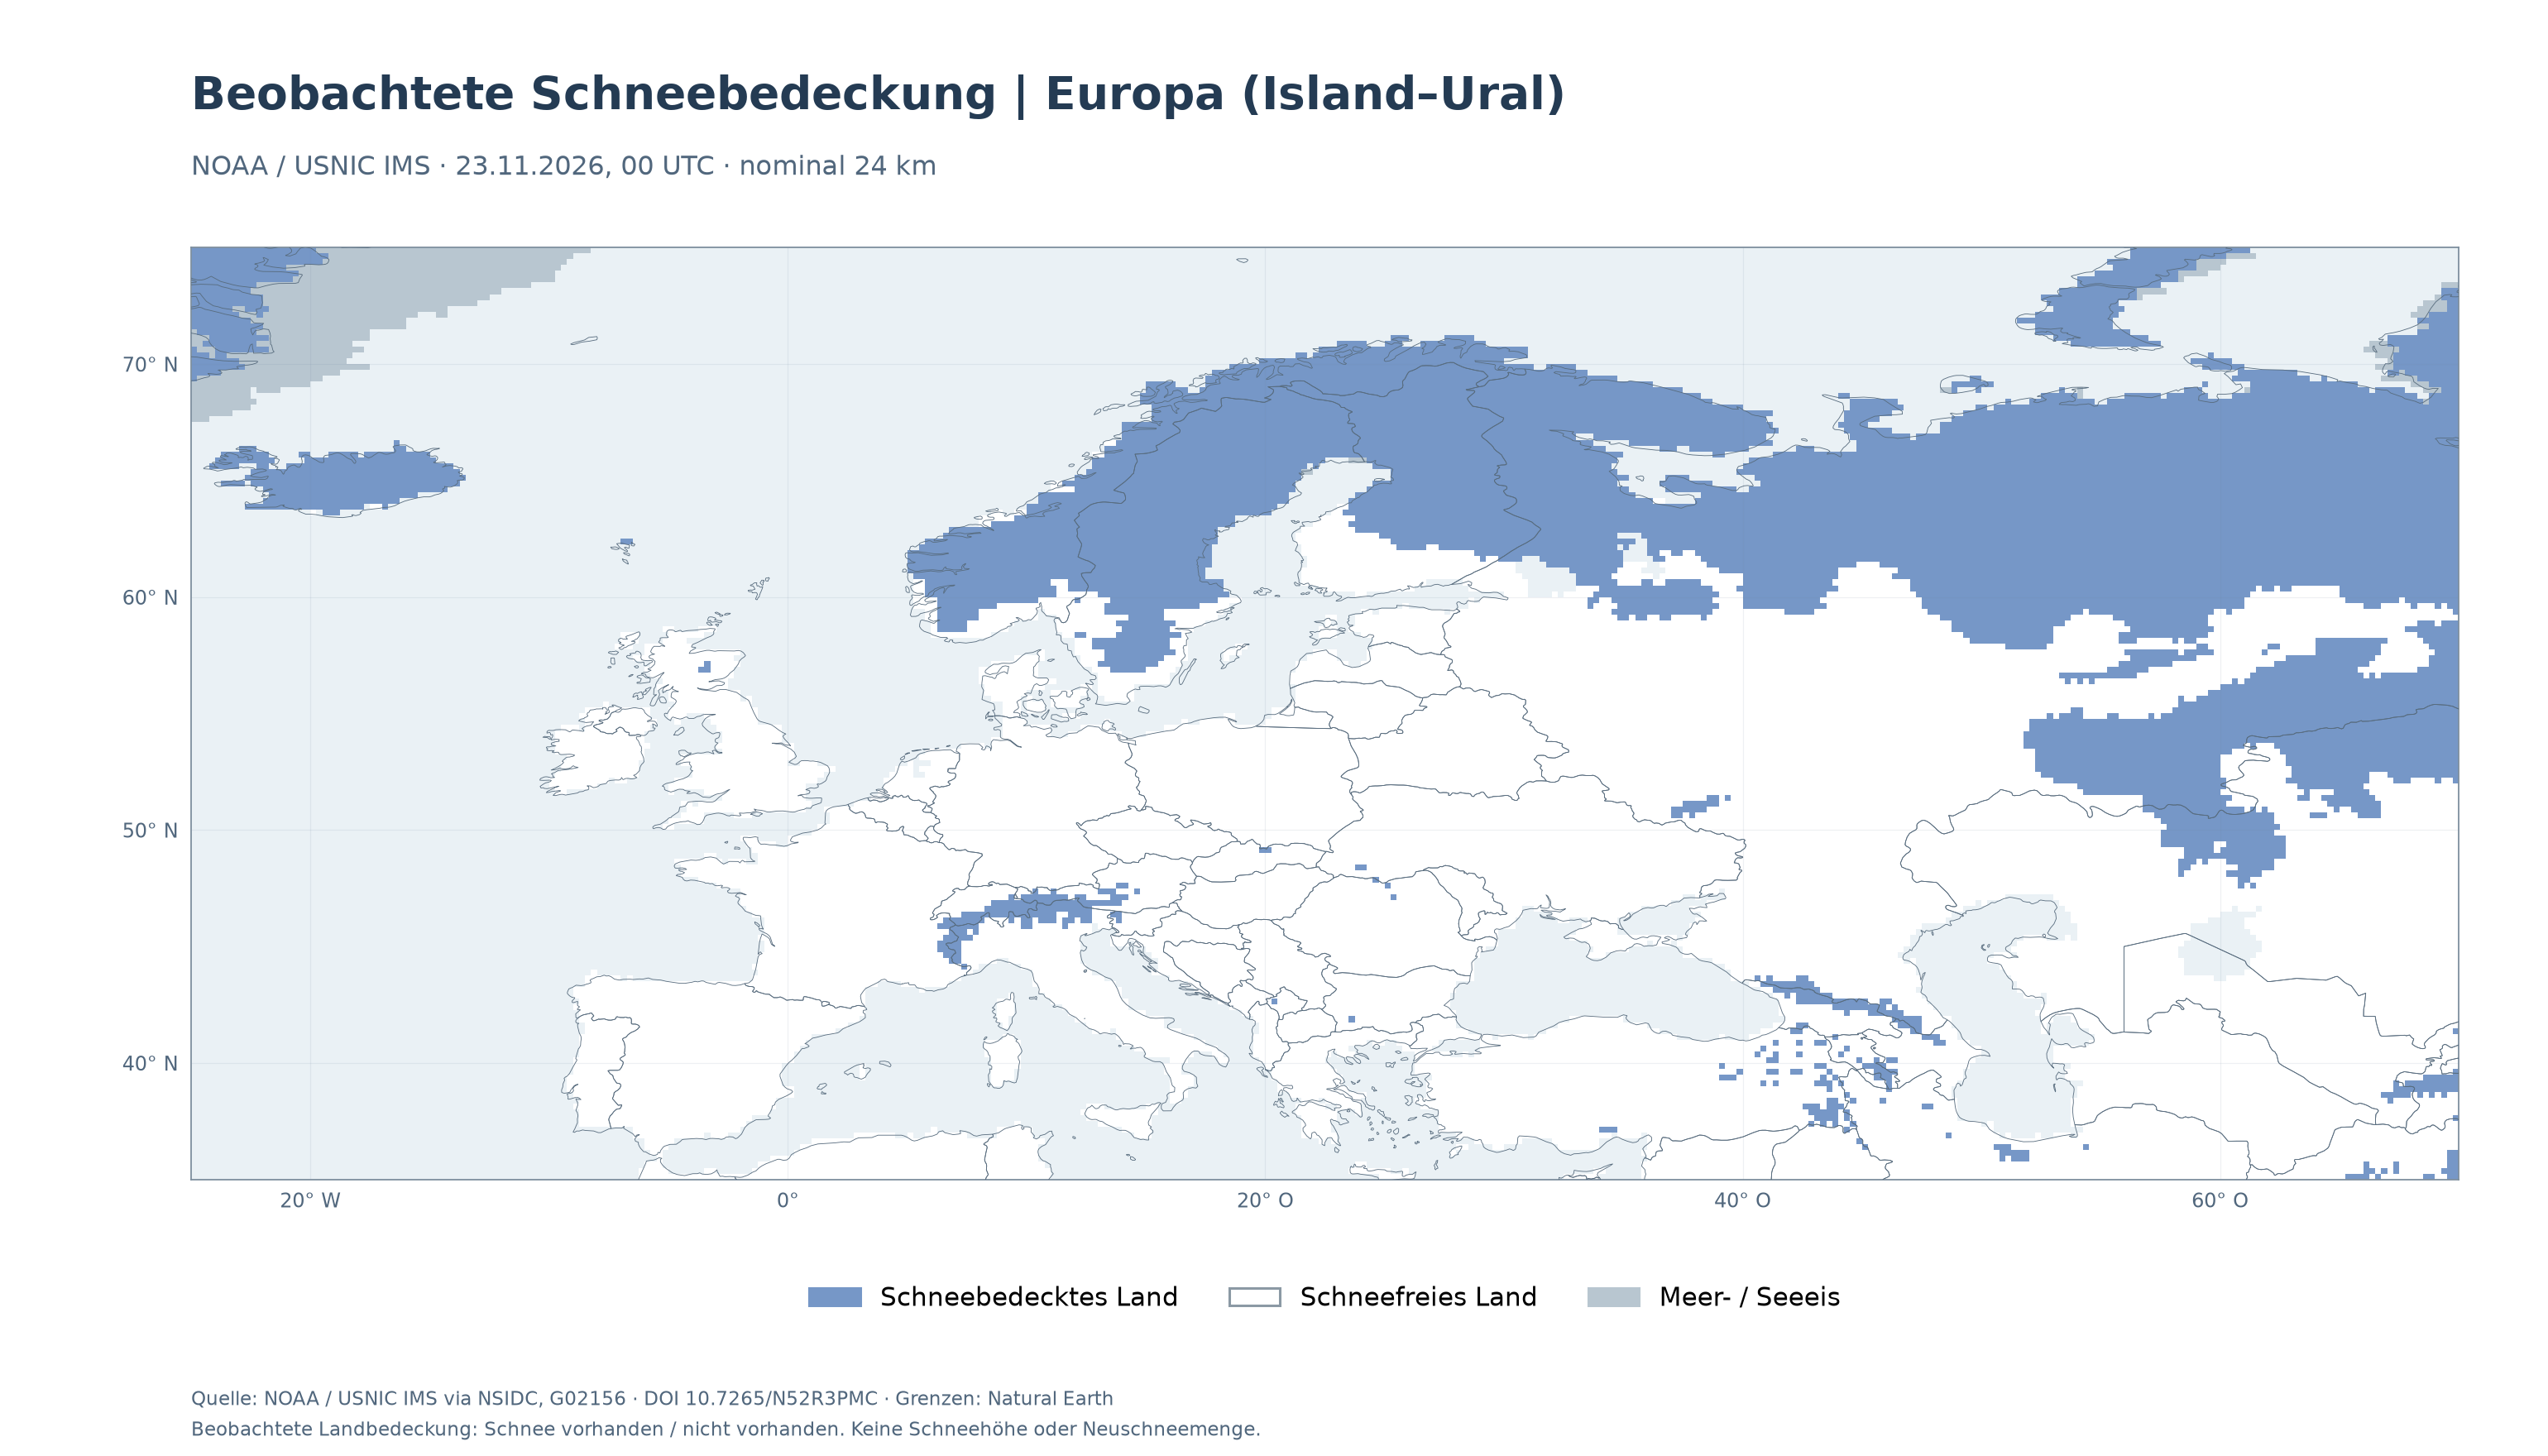 Beobachtete Schneebedeckung | Europa (Island–Ural)
NOAA / USNIC IMS · 23.11.2026, 00 UTC · nominal 24 km
70° N
60° N
50° N
40° N
20° W 0° 20° O 40° O 60° O
Schneebedecktes Land Schneefreies Land Meer- / Seeeis
Quelle: NOAA / USNIC IMS via NSIDC, G02156 · DOI 10.7265/N52R3PMC · Grenzen: Natural Earth
Beobachtete Landbedeckung: Schnee vorhanden / nicht vorhanden. Keine Schneehöhe oder Neuschneemenge.